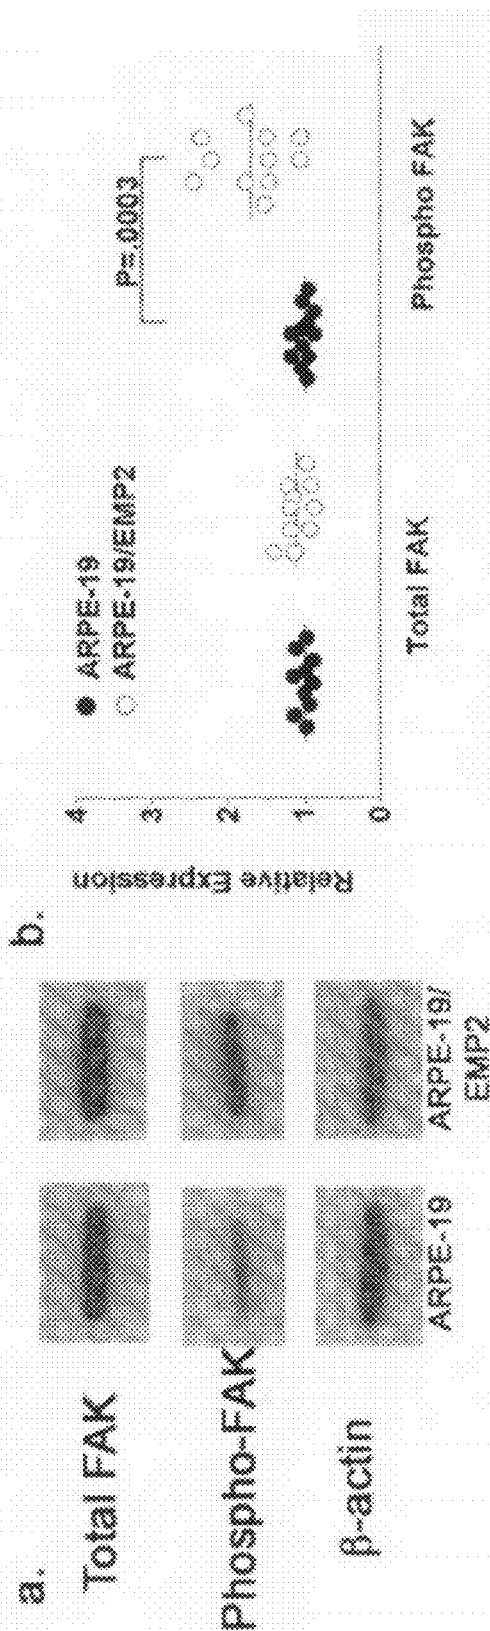 a.
Total FAK
Phospho-FAK
β-actin
ARPE-19
ARPE-19/
EMP2
b.
Relative Expression
4
3
2
1
0
ARPE-19
ARPE-19/EMP2
P=.0003
Total FAK
Phospho FAK